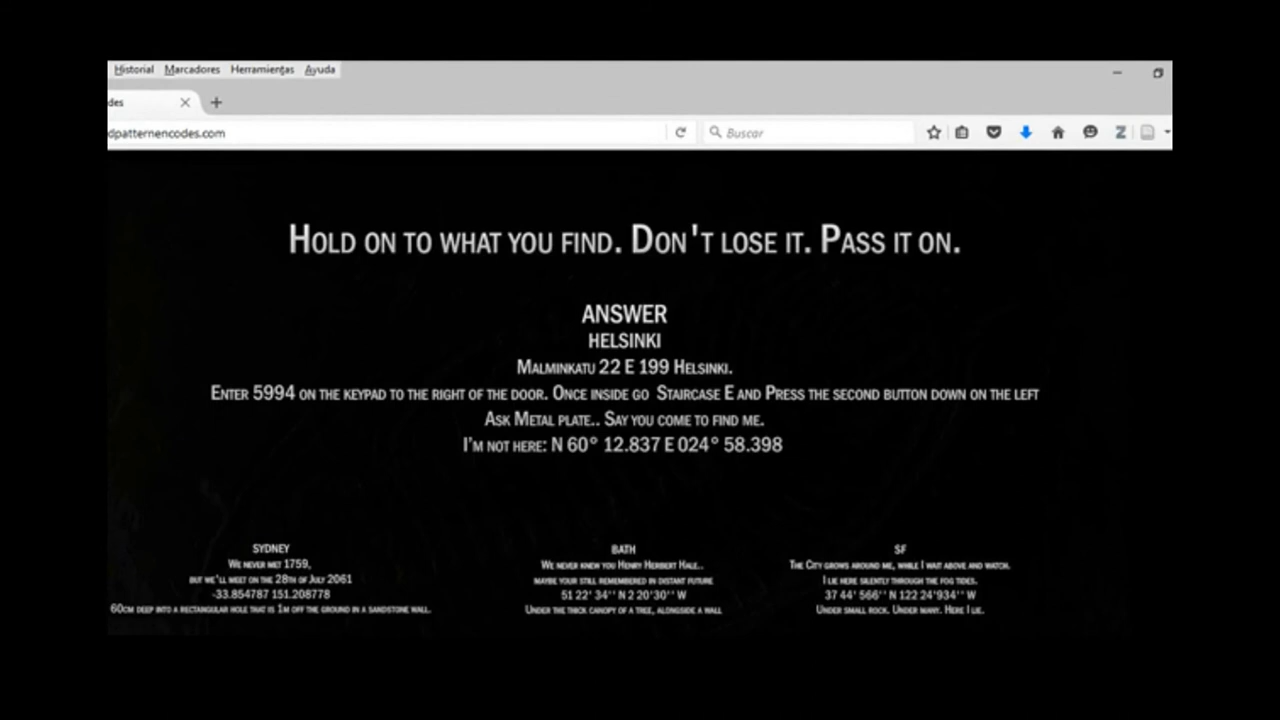 Historial Marcadores Herramientas Ayuda
des
dpatternencodes.com
Buscar
HOLD ON TO WHAT YOU FIND. DON'T LOSE IT. PASS IT ON.
ANSWER
HELSINKI
MALMINKATU 22 E 199 HELSINKI.
ENTER 5994 ON THE KEYPAD TO THE RIGHT OF THE DOOR. ONCE INSIDE GO STAIRCASE E AND PRESS THE SECOND BUTTON DOWN ON THE LEFT
ASK METAL PLATE.. SAY YOU COME TO FIND ME.
I'M NOT HERE: N 60° 12.837 E 024° 58.398
SYDNEY
WE NEVER MET 1759,
BUT WE'LL MEET ON THE 28TH OF JULY 2061
-33.854787 151.208778
60CM DEEP INTO A RECTANGULAR HOLE THAT IS 1M OFF THE GROUND IN A SANDSTONE WALL.
BATH
WE NEVER KNEW YOU HENRY HERBERT HALE..
MAYBE YOUR STILL REMEMBERED IN DISTANT FUTURE
51 22' 34'' N 2 20'30'' W
UNDER THE THICK CANOPY OF A TREE, ALONGSIDE A WALL
SF
THE CITY GROWS AROUND ME, WHILE I WAIT ABOVE AND WATCH.
I LIE HERE SILENTLY THROUGH THE FOG TIDES.
37 44' 566'' N 122 24'934'' W
UNDER SMALL ROCK. UNDER MANY. HERE I LIE.